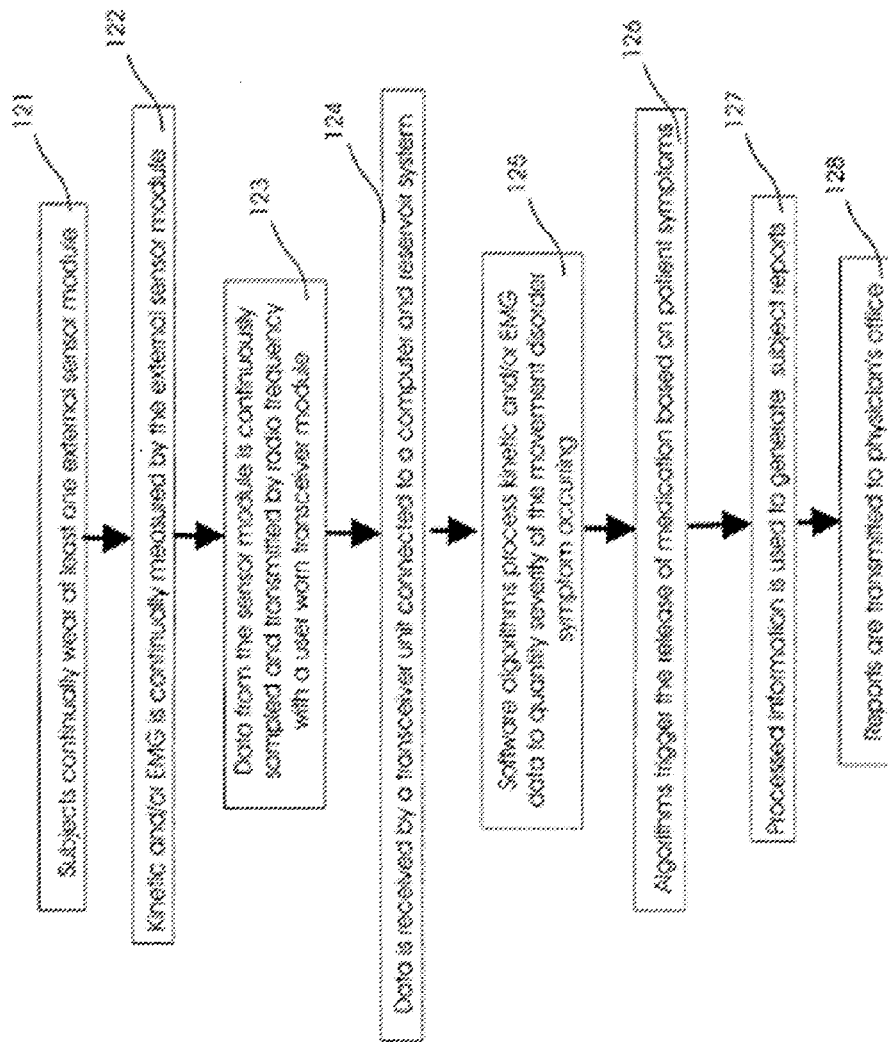 121
Subjects continually wear at least one external sensor module
122
Kinetic and/or EMG is continually measured by the external sensor module
123
Data from the sensor module is continuously
sampled and transmitted by radio frequency
with a user worn transceiver module
124
Data is received by a transceiver unit connected to a computer and reservoir system
125
Software algorithms process kinetic and/or EMG
data to quantify severity of the movement disorder
symptom occuring
126
Algorithms trigger the release of medication based on patient symptoms
127
Processed information is used to generate subject reports
128
Reports are transmitted to physician's office